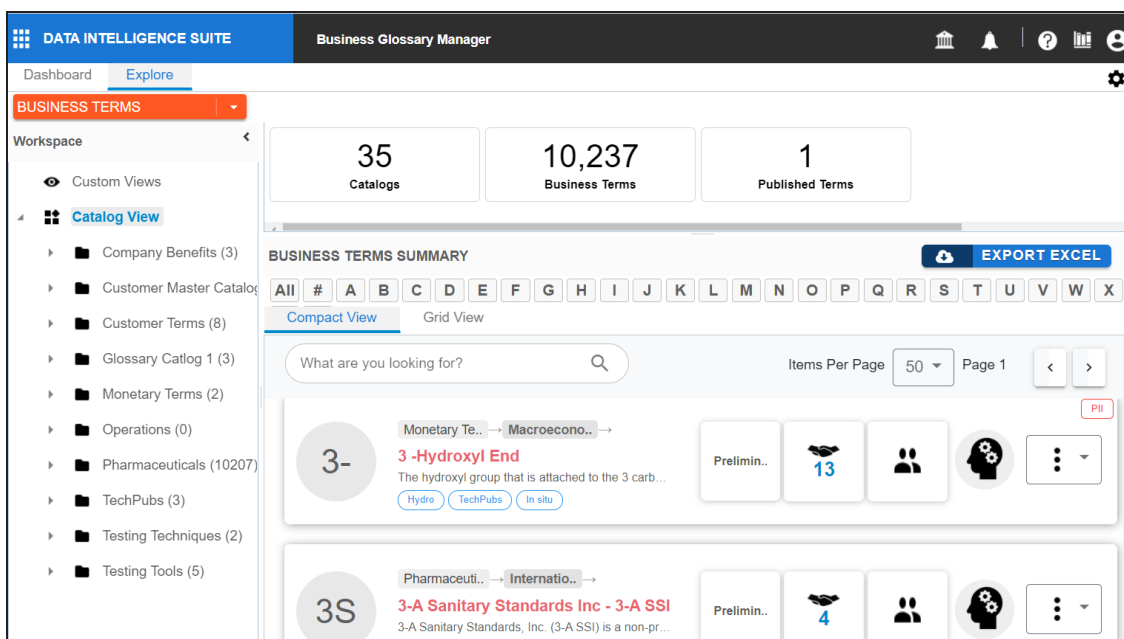 DATA INTELLIGENCE SUITE
Business Glossary Manager
Dashboard
Explore
BUSINESS TERMS
Workspace
Custom Views
Catalog View
Company Benefits (3)
Customer Master Catalog
Customer Terms (8)
Glossary Catlog 1 (3)
Monetary Terms (2)
Operations (0)
Pharmaceuticals (10207)
TechPubs (3)
Testing Techniques (2)
Testing Tools (5)
35
Catalogs
10,237
Business Terms
1
Published Terms
BUSINESS TERMS SUMMARY
EXPORT EXCEL
All # A B C D E F G H I J K L M N O P Q R S T U V W X
Compact View
Grid View
What are you looking for?
Items Per Page 50 Page 1
PII
3-
Monetary Te.. → Macroecono.. →
3 -Hydroxyl End
The hydroxyl group that is attached to the 3 carb...
Hydro TechPubs In situ
Prelimin..
13
3S
Pharmaceuti.. → Internatio.. →
3-A Sanitary Standards Inc - 3-A SSI
3-A Sanitary Standards, Inc. (3-A SSI) is a non-pr...
Prelimin..
4